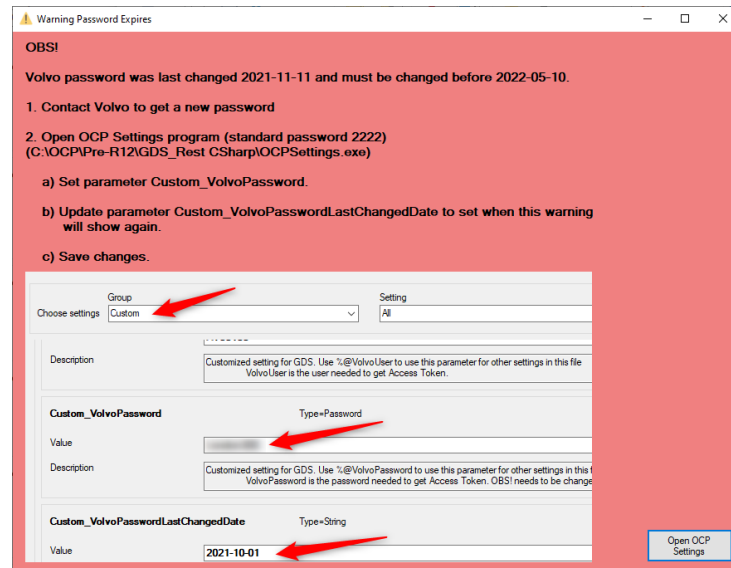 Warning Password Expires
OBS!
Volvo password was last changed 2021-11-11 and must be changed before 2022-05-10.
1. Contact Volvo to get a new password
2. Open OCP Settings program (standard password 2222)
(C:\OCP\Pre-R12\GDS_Rest CSharp\OCPSettings.exe)
a) Set parameter Custom_VolvoPassword.
b) Update parameter Custom_VolvoPasswordLastChangedDate to set when this warning
will show again.
c) Save changes.
Group Setting
Choose settings Custom All
Description Customized setting for GDS. Use %@VolvoUser to use this parameter for other settings in this file
VolvoUser is the user needed to get Access Token.
Custom_VolvoPassword Type=Password
Value
Description Customized setting for GDS. Use %@VolvoPassword to use this parameter for other settings in this f
VolvoPassword is the password needed to get Access Token. OBS! needs to be change
Custom_VolvoPasswordLastChangedDate Type=String
Value 2021-10-01
Open OCP
Settings